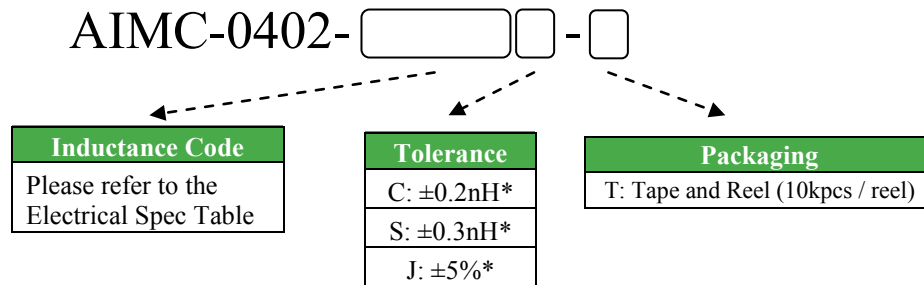 AIMC-0402- -
Inductance Code
Please refer to the
Electrical Spec Table
Tolerance
C: ±0.2nH*
S: ±0.3nH*
J: ±5%*
Packaging
T: Tape and Reel (10kpcs / reel)